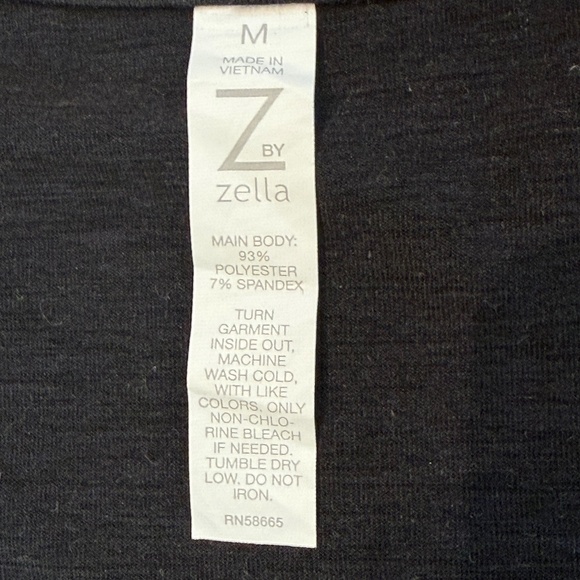 M
MADE IN
VIETNAM
Z BY
zella
MAIN BODY:
93%
POLYESTER
7% SPANDEX
TURN
GARMENT
INSIDE OUT,
MACHINE
WASH COLD,
WITH LIKE
COLORS. ONLY
NON-CHLO-
RINE BLEACH
IF NEEDED.
TUMBLE DRY
LOW. DO NOT
IRON.
RN58665